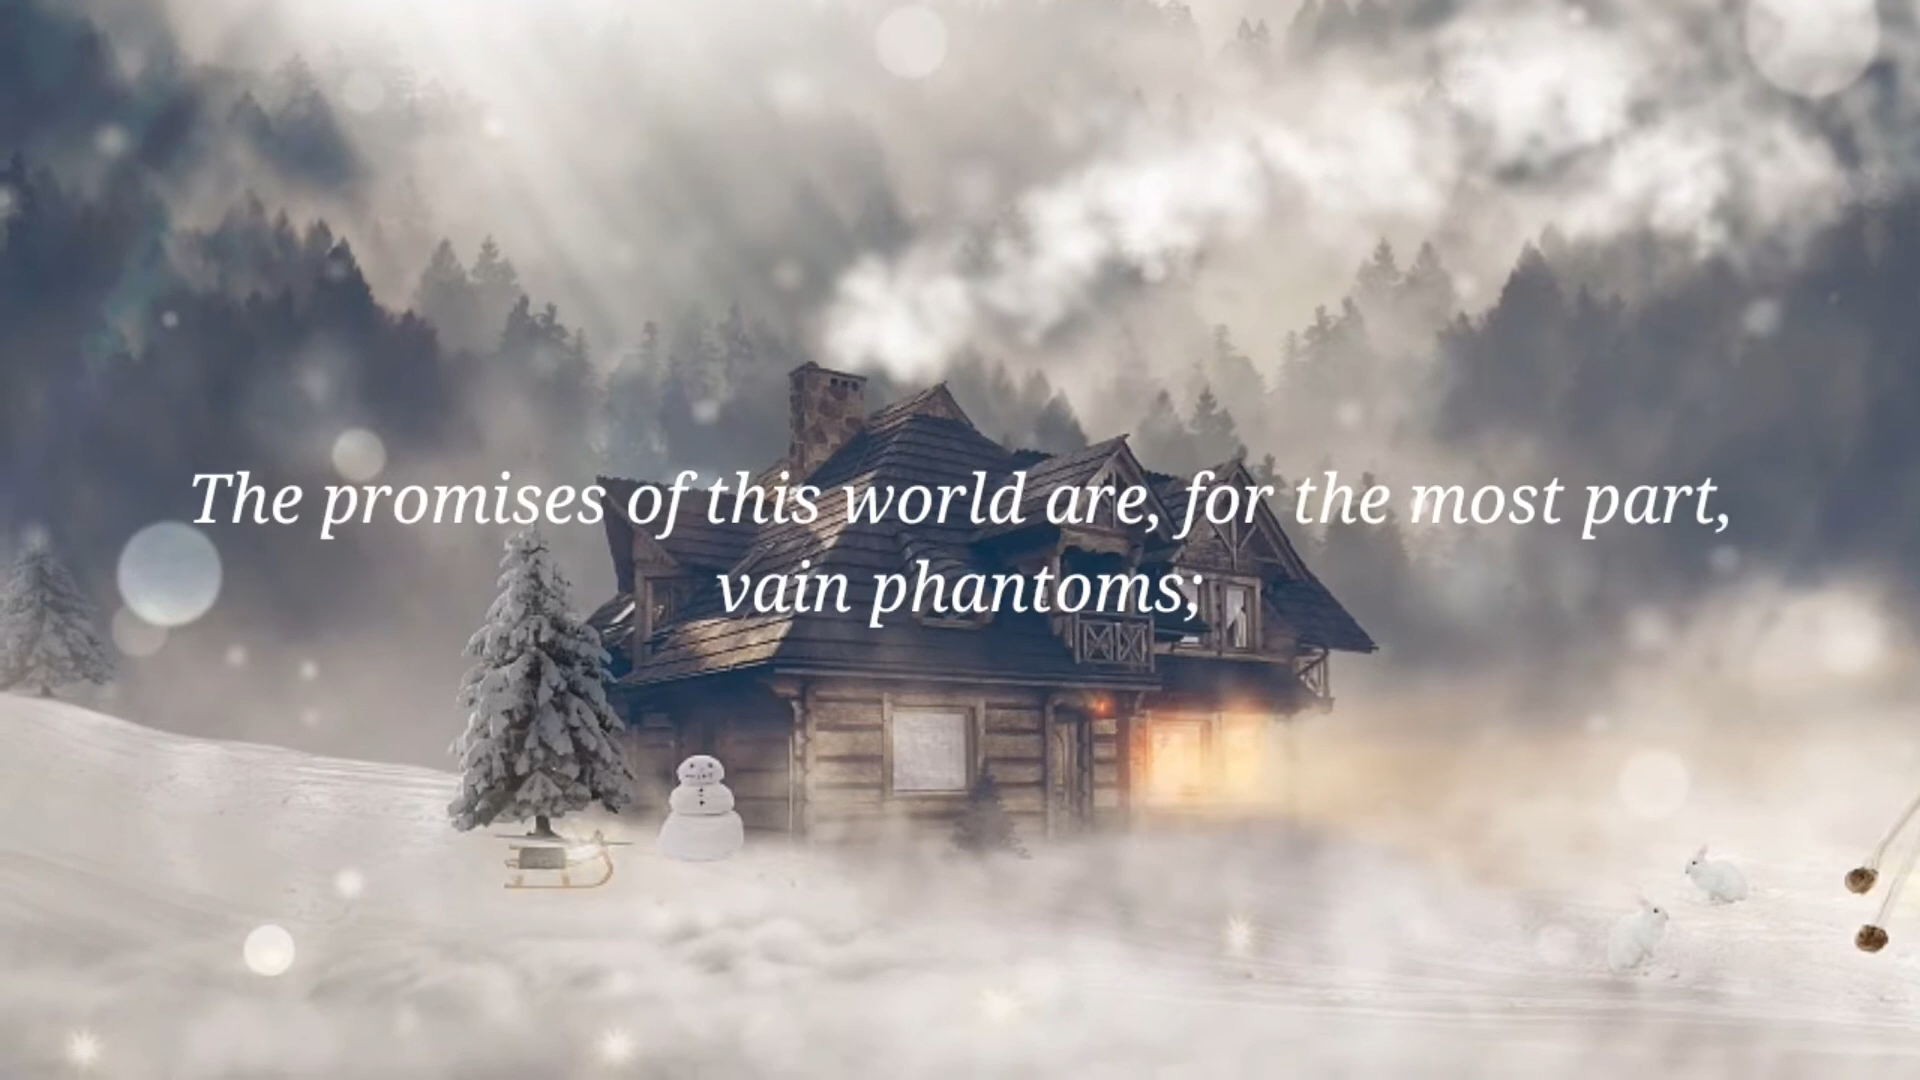 The promises of this world are, for the most part,
vain phantoms;